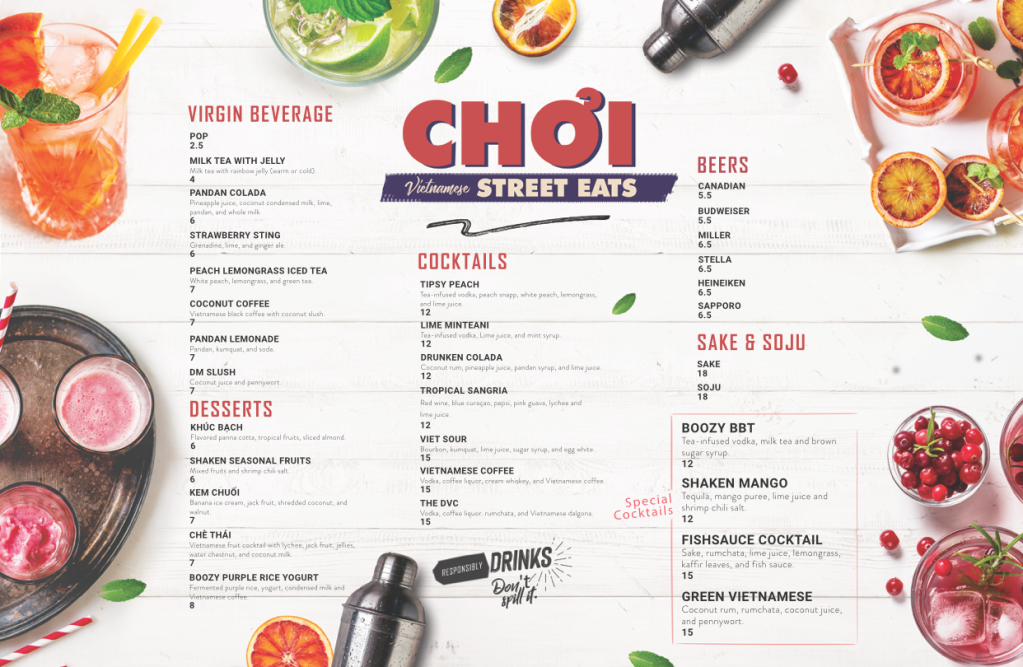 CHƠI
Vietnamese STREET EATS
VIRGIN BEVERAGE
POP
2.5
MILK TEA WITH JELLY
Milk tea with rainbow jelly (warm or cold).
4
PANDAN COLADA
Pineapple juice, coconut condensed milk, lime,
pandan, and whole milk
6
STRAWBERRY STING
Grenadine, lime, and ginger ale.
6
PEACH LEMONGRASS ICED TEA
White peach, lemongrass, and green tea.
7
COCONUT COFFEE
Vietnamese black coffee with coconut slush.
7
PANDAN LEMONADE
Pandan, kumquat, and soda.
7
DM SLUSH
Coconut juice and pennywort.
7
DESSERTS
KHÚC BẠCH
Flavored panna cotta, tropical fruits, sliced almond.
6
SHAKEN SEASONAL FRUITS
Mixed fruits and shrimp chili salt.
6
KEM CHUỐI
Banana ice cream, jack fruit, shredded coconut, and
walnut.
7
CHÈ THÁI
Vietnamese fruit cocktail with lychee, jack fruit, jellies,
water chestnut, and coconut milk.
7
BOOZY PURPLE RICE YOGURT
Fermented purple rice, yogurt, condensed milk and
Vietnamese coffee.
8
COCKTAILS
TIPSY PEACH
Tea-infused vodka, peach snapp, white peach, lemongrass,
and lime juice.
12
LIME MINTEANI
Tea-infused vodka, Lime juice, and mint syrup.
12
DRUNKEN COLADA
Coconut rum, pineapple juice, pandan syrup, and lime juice.
12
TROPICAL SANGRIA
Red wine, blue curaçao, pepsi, pink guava, lychee and
lime juice.
12
VIET SOUR
Bourbon, kumquat, lime juice, sugar syrup, and egg white.
15
VIETNAMESE COFFEE
Vodka, coffee liquor, cream whiskey, and Vietnamese coffee.
15
THE DVC
Vodka, coffee liquor, rumchata, and Vietnamese dalgona.
15
RESPONSIBLY
DRINKS
Don't
spill it.
BEERS
CANADIAN
5.5
BUDWEISER
5.5
MILLER
6.5
STELLA
6.5
HEINEIKEN
6.5
SAPPORO
6.5
SAKE & SOJU
SAKE
18
SOJU
18
Special
Cocktails
BOOZY BBT
Tea-infused vodka, milk tea and brown
sugar syrup.
12
SHAKEN MANGO
Tequila, mango puree, lime juice and
shrimp chili salt.
12
FISHSAUCE COCKTAIL
Sake, rumchata, lime juice, lemongrass,
kaffir leaves, and fish sauce.
15
GREEN VIETNAMESE
Coconut rum, rumchata, coconut juice,
and pennywort.
15